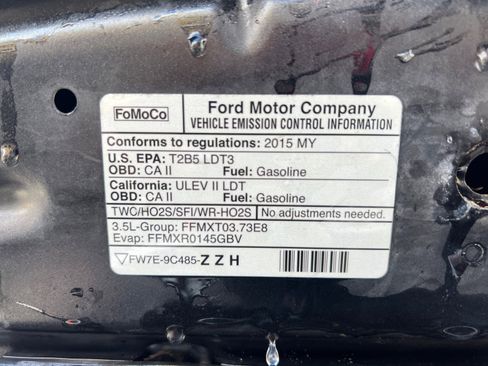 FoMoCo
Ford Motor Company
VEHICLE EMISSION CONTROL INFORMATION
Conforms to regulations: 2015 MY
U.S. EPA: T2B5 LDT3
OBD: CA II Fuel: Gasoline
California: ULEV II LDT
OBD: CA II Fuel: Gasoline
TWC/HO2S/SFI/WR-HO2S No adjustments needed.
3.5L-Group: FFMXT03.73E8
Evap: FFMXR0145GBV
FW7E-9C485-ZZH